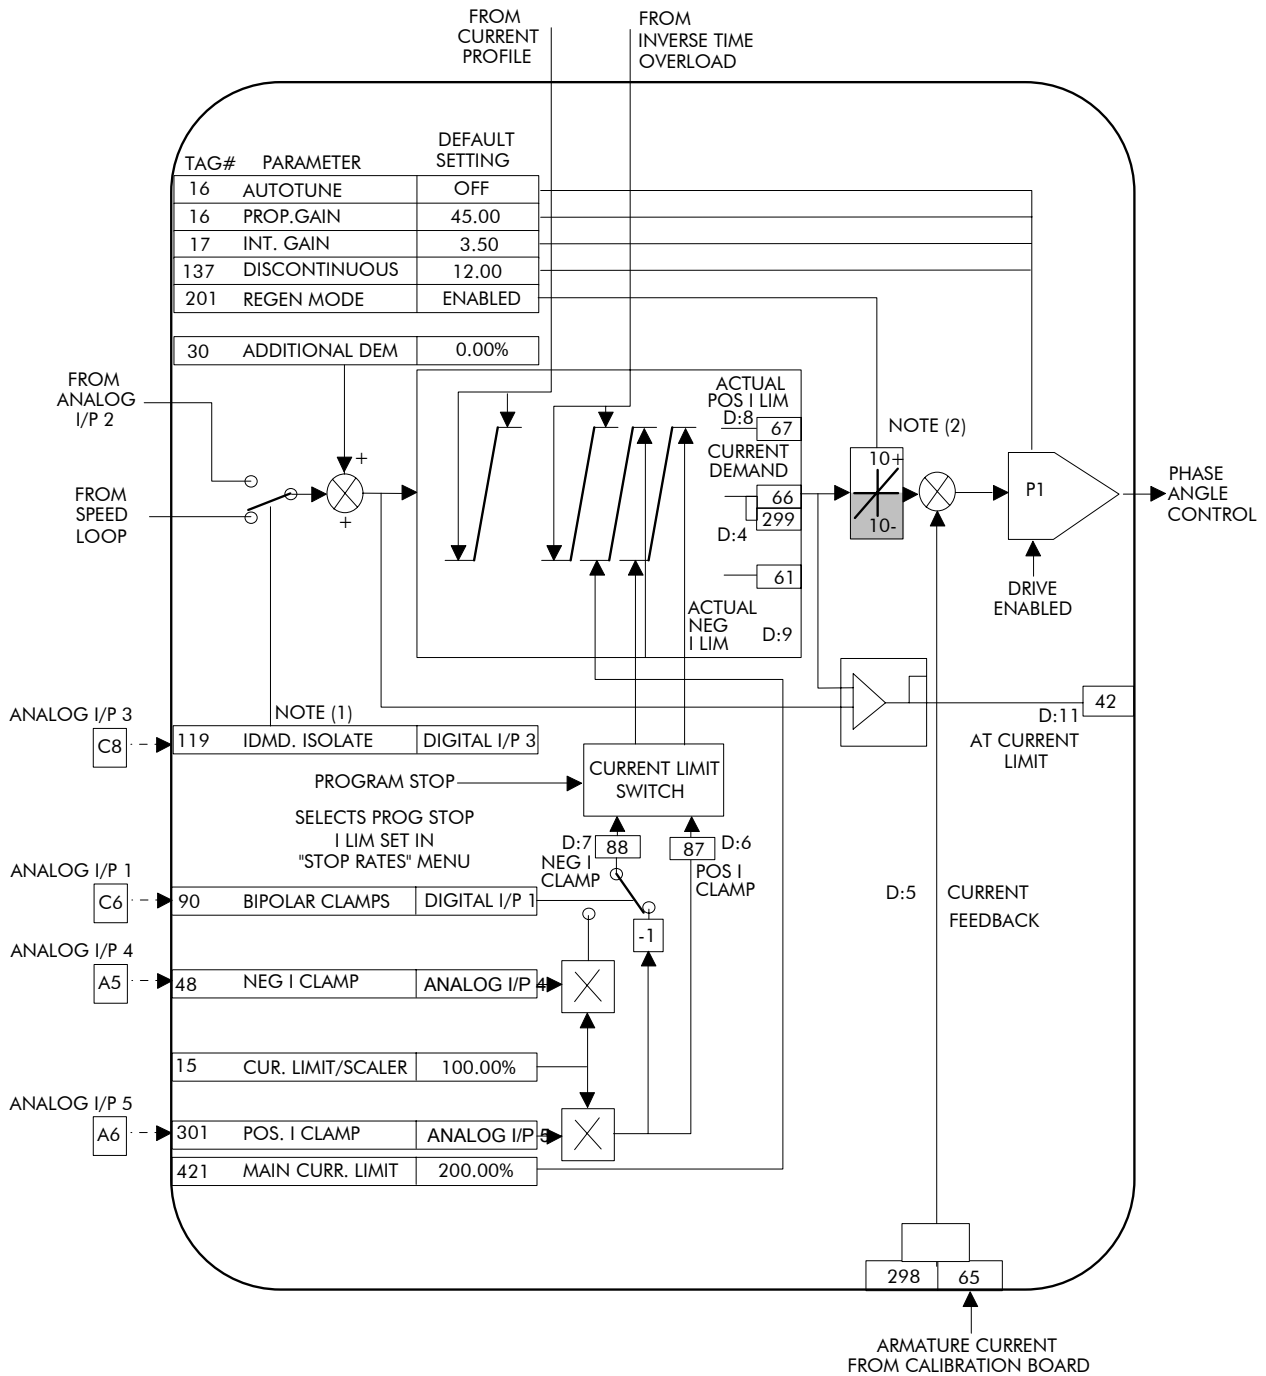 FROM
CURRENT
PROFILE
FROM
INVERSE TIME
OVERLOAD
TAG# PARAMETER DEFAULT
SETTING
16 AUTOTUNE OFF
16 PROP.GAIN 45.00
17 INT. GAIN 3.50
137 DISCONTINUOUS 12.00
201 REGEN MODE ENABLED
30 ADDITIONAL DEM 0.00%
FROM
ANALOG
I/P 2
FROM
SPEED
LOOP
+
+
ACTUAL
POS I LIM
D:8
67
CURRENT
DEMAND
66
299
D:4
61
ACTUAL
NEG
I LIM
D:9
10+
10-
NOTE (2)
P1
PHASE
ANGLE
CONTROL
DRIVE
ENABLED
42
D:11
AT CURRENT
LIMIT
ANALOG I/P 3
C8
NOTE (1)
119 IDMD. ISOLATE DIGITAL I/P 3
PROGRAM STOP
CURRENT LIMIT
SWITCH
SELECTS PROG STOP
I LIM SET IN
"STOP RATES" MENU
D:7
88
NEG I
CLAMP
87
D:6
POS I
CLAMP
ANALOG I/P 1
C6
90 BIPOLAR CLAMPS DIGITAL I/P 1
-1
D:5
CURRENT
FEEDBACK
ANALOG I/P 4
A5
48 NEG I CLAMP ANALOG I/P 4
15 CUR. LIMIT/SCALER 100.00%
ANALOG I/P 5
A6
301 POS. I CLAMP ANALOG I/P 5
421 MAIN CURR. LIMIT 200.00%
298 65
ARMATURE CURRENT
FROM CALIBRATION BOARD